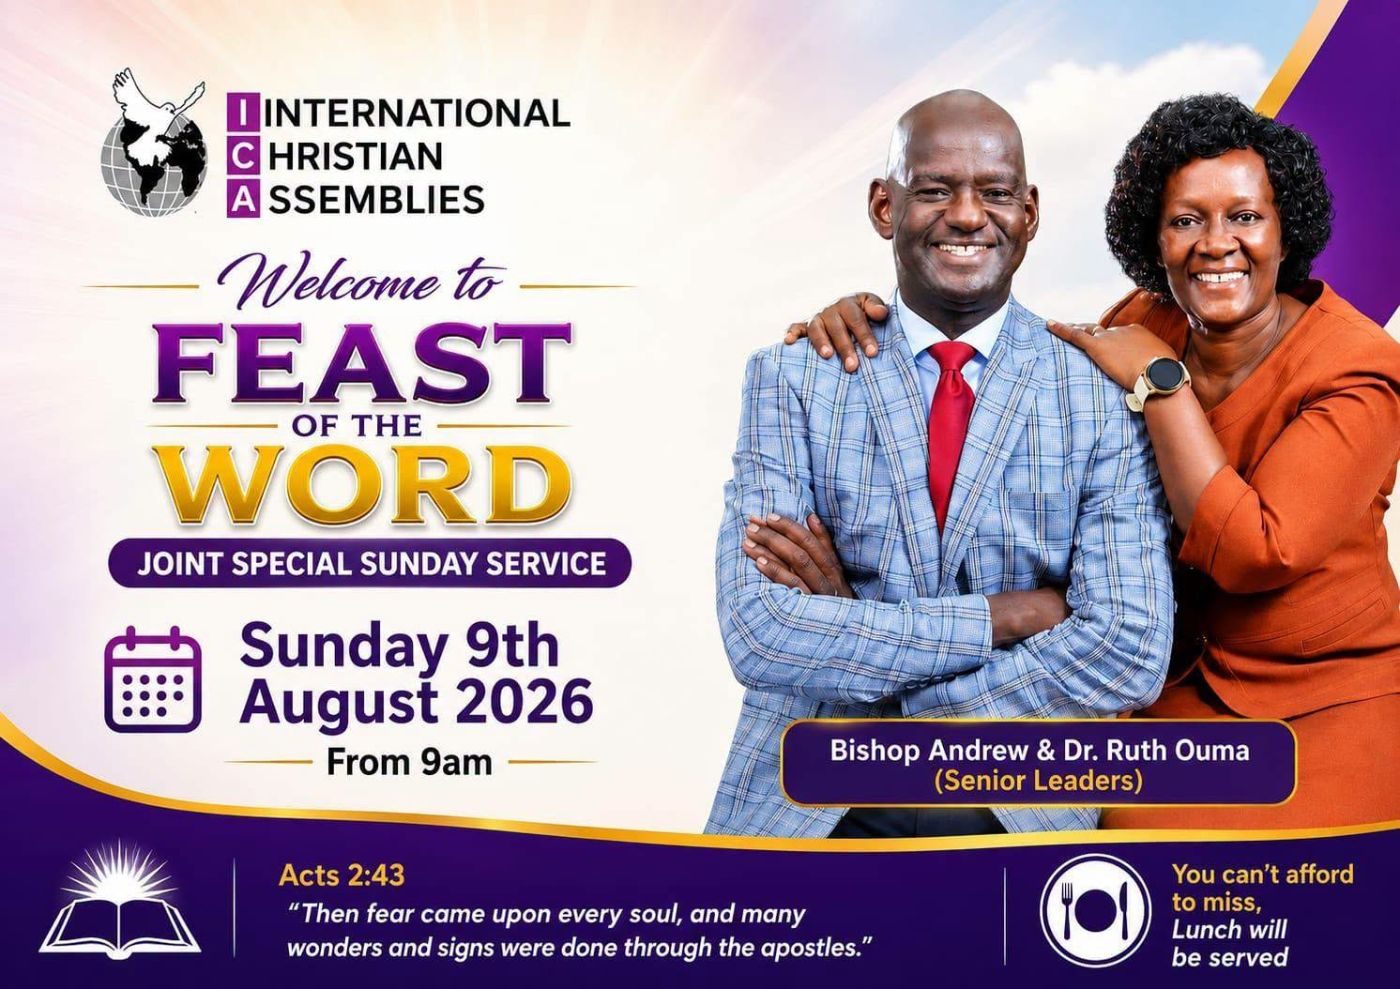 INTERNATIONAL
CHRISTIAN
ASSEMBLIES
Welcome to
FEAST
OF THE
WORD
JOINT SPECIAL SUNDAY SERVICE
Sunday 9th
August 2026
From 9am
Bishop Andrew & Dr. Ruth Ouma
(Senior Leaders)
Acts 2:43
“Then fear came upon every soul, and many
wonders and signs were done through the apostles.”
You can’t afford
to miss,
Lunch will
be served